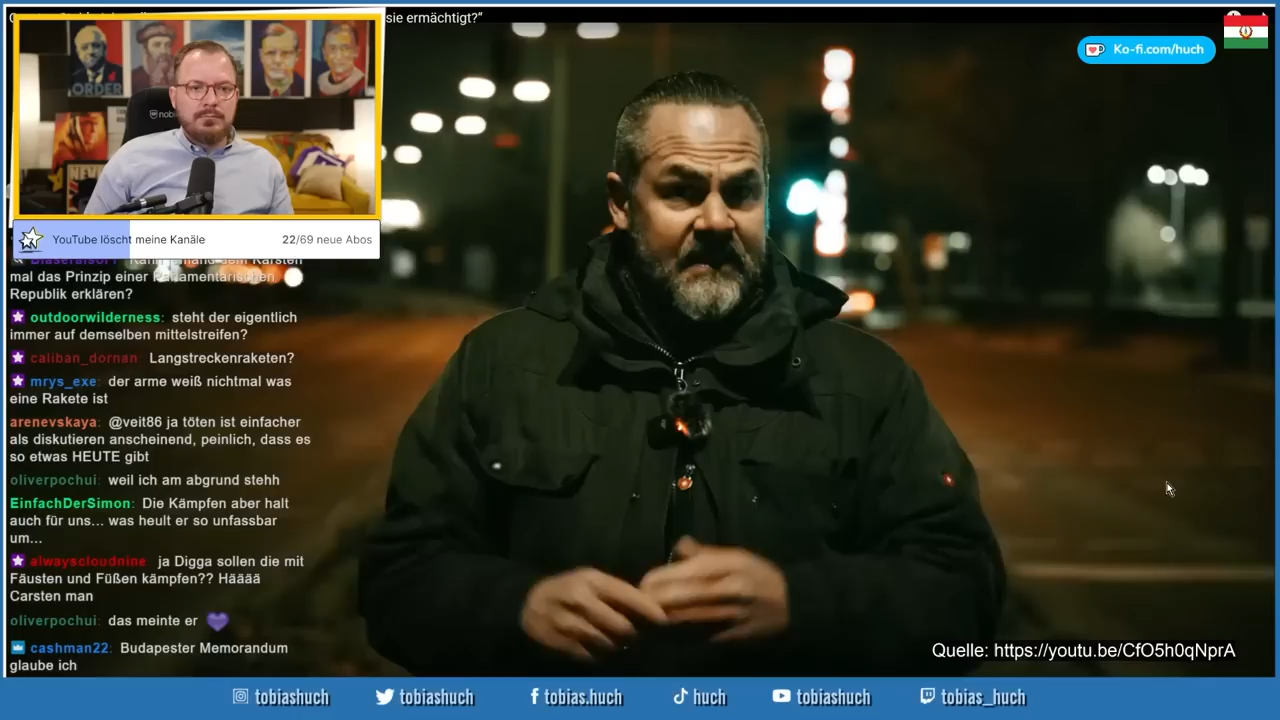 sie ermächtigt?“
Ko-fi.com/huch
ORDER
YouTube löscht meine Kanäle 22/69 neue Abos
mal das Prinzip einer Parlamentarischen
Republik erklären?
outdoorwilderness: steht der eigentlich
immer auf demselben mittelstreifen?
caliban_dornan: Langstreckenraketen?
mrys_exe: der arme weiß nichtmal was
eine Rakete ist
arenevskaya: @veit86 ja töten ist einfacher
als diskutieren anscheinend, peinlich, dass es
so etwas HEUTE gibt
oliverpochui: weil ich am abgrund stehh
EinfachDerSimon: Die Kämpfen aber halt
auch für uns... was heult er so unfassbar
um...
alwayscloudnine: ja Digga sollen die mit
Fäusten und Füßen kämpfen?? Hääää
Carsten man
oliverpochui: das meinte er
cashman22: Budapester Memorandum
glaube ich
Quelle: https://youtu.be/CfO5h0qNprA
tobiashuch tobiashuch tobias.huch huch tobiashuch tobias_huch